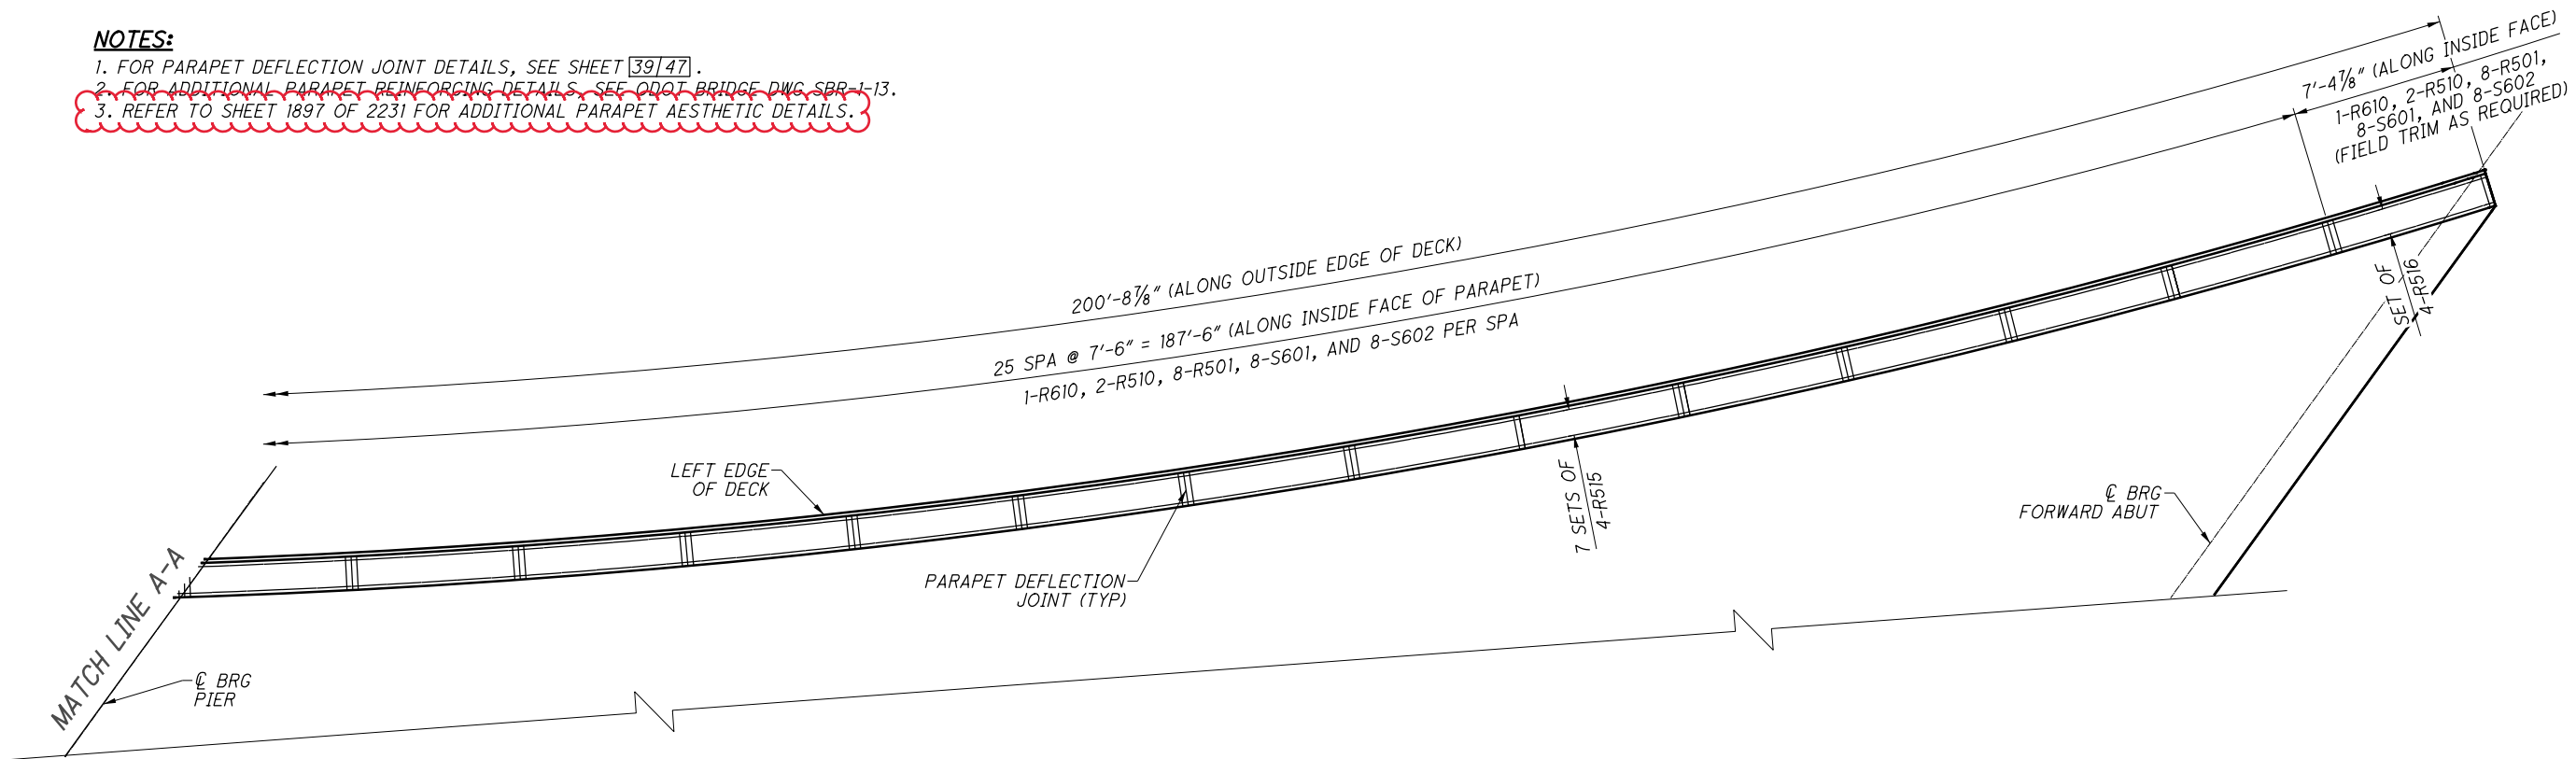 NOTES:
1. FOR PARAPET DEFLECTION JOINT DETAILS, SEE SHEET 39/47.
2. FOR ADDITIONAL PARAPET REINFORCING DETAILS, SEE ODOT BRIDGE DWG SBR-1-13.
3. REFER TO SHEET 1897 OF 2231 FOR ADDITIONAL PARAPET AESTHETIC DETAILS.
7'-4⅞" (ALONG INSIDE FACE)
1-R610, 2-R510, 8-R501,
8-S601, AND 8-S602
(FIELD TRIM AS REQUIRED)
200'-8⅞" (ALONG OUTSIDE EDGE OF DECK)
25 SPA @ 7'-6" = 187'-6" (ALONG INSIDE FACE OF PARAPET)
1-R610, 2-R510, 8-R501, 8-S601, AND 8-S602 PER SPA
SET OF
4-R516
LEFT EDGE
OF DECK
7 SETS OF
4-R515
℄ BRG
FORWARD ABUT
PARAPET DEFLECTION
JOINT (TYP)
MATCH LINE A-A
℄ BRG
PIER